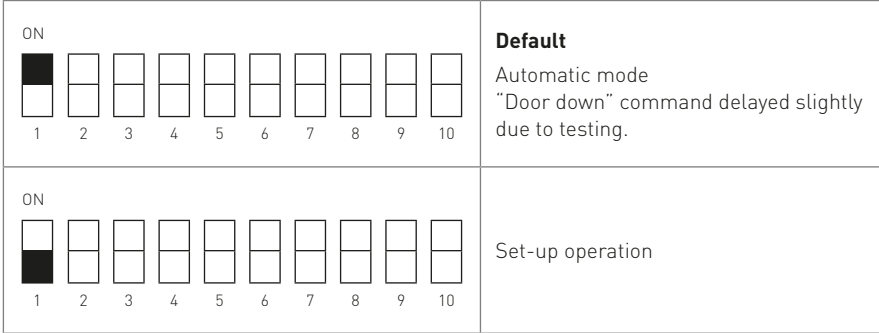 ON
1 2 3 4 5 6 7 8 9 10
Default
Automatic mode
“Door down” command delayed slightly
due to testing.
ON
1 2 3 4 5 6 7 8 9 10
Set-up operation